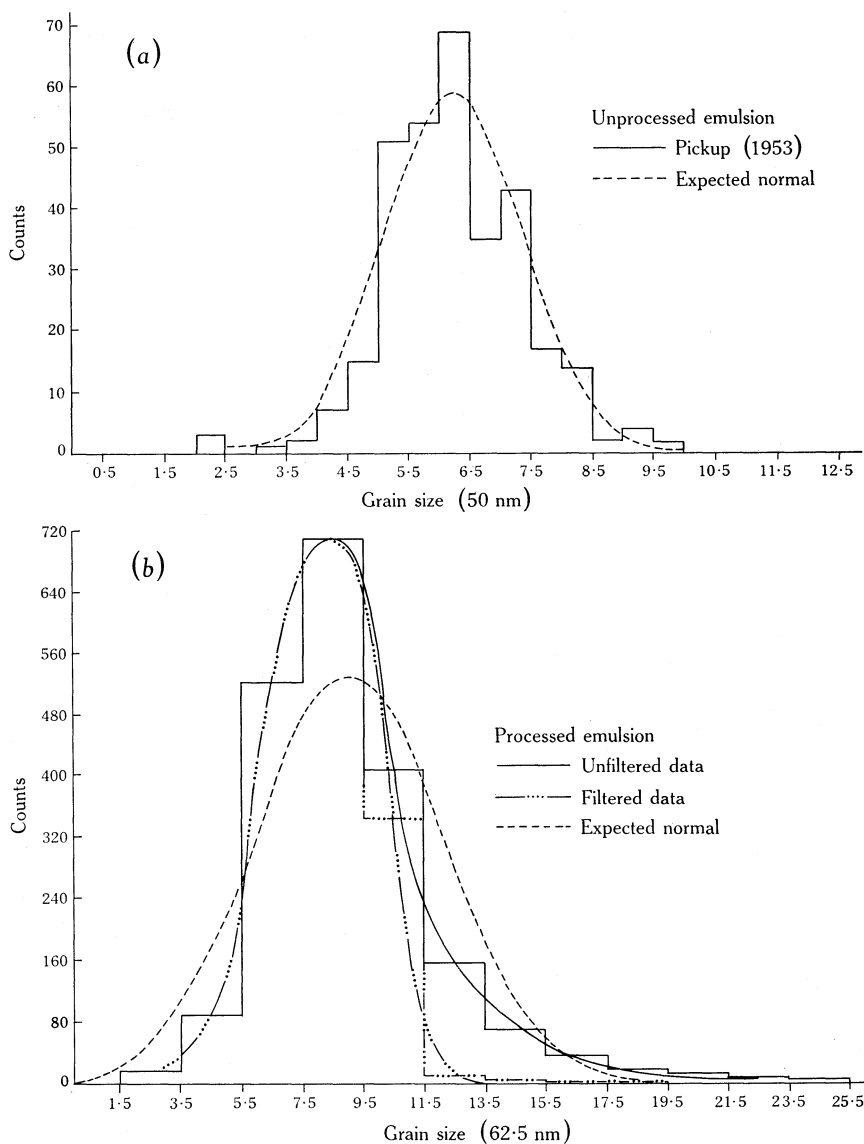 (a)
70
60
50
40
30
20
10
0
Counts
Unprocessed emulsion
Pickup (1953)
Expected normal
0·5 1·5 2·5 3·5 4·5 5·5 6·5 7·5 8·5 9·5 10·5 11·5 12·5
Grain size (50 nm)
(b)
720
640
560
480
400
320
240
160
80
0
Counts
Processed emulsion
Unfiltered data
Filtered data
Expected normal
1·5 3·5 5·5 7·5 9·5 11·5 13·5 15·5 17·5 19·5 21·5 23·5 25·5
Grain size (62·5 nm)